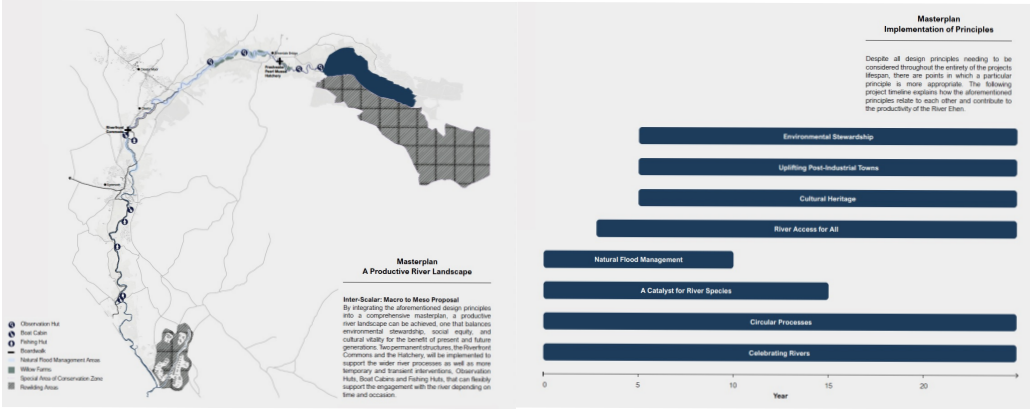 Freshwater
Pearl Mussel
Hatchery
Riverfront
Commons
Masterplan
A Productive River Landscape
Inter-Scalar: Macro to Meso Proposal
By integrating the aforementioned design principles
into a comprehensive masterplan, a productive
river landscape can be achieved, one that balances
environmental stewardship, social equity, and
cultural vitality for the benefit of present and future
generations. Two permanent structures, the Riverfront
Commons and the Hatchery, will be implemented to
support the wider river processes as well as more
temporary and transient interventions, Observation
Huts, Boat Cabins and Fishing Huts, that can flexibly
support the engagement with the river depending on
time and occasion.
Observation Hut
Boat Cabin
Fishing Hut
Boardwalk
Natural Flood Management Areas
Willow Farms
Special Area of Conservation Zone
Rewilding Areas
Masterplan
Implementation of Principles
Despite all design principles needing to be
considered throughout the entirety of the projects
lifespan, there are points in which a particular
principle is more appropriate. The following
project timeline explains how the aforementioned
principles relate to each other and contribute to
the productivity of the River Ehen.
Environmental Stewardship
Uplifting Post-Industrial Towns
Cultural Heritage
River Access for All
Natural Flood Management
A Catalyst for River Species
Circular Processes
Celebrating Rivers
0 5 10 15 20
Year